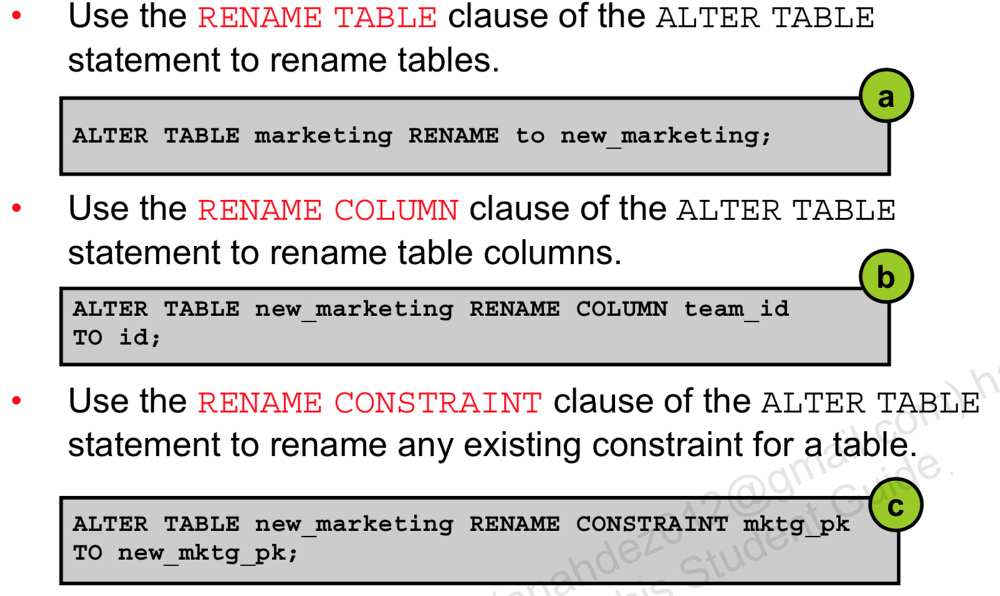 • Use the RENAME TABLE clause of the ALTER TABLE
statement to rename tables.
a
ALTER TABLE marketing RENAME to new_marketing;
• Use the RENAME COLUMN clause of the ALTER TABLE
statement to rename table columns.
b
ALTER TABLE new_marketing RENAME COLUMN team_id
TO id;
• Use the RENAME CONSTRAINT clause of the ALTER TABLE
statement to rename any existing constraint for a table.
c
ALTER TABLE new_marketing RENAME CONSTRAINT mktg_pk
TO new_mktg_pk;
Student Guide.